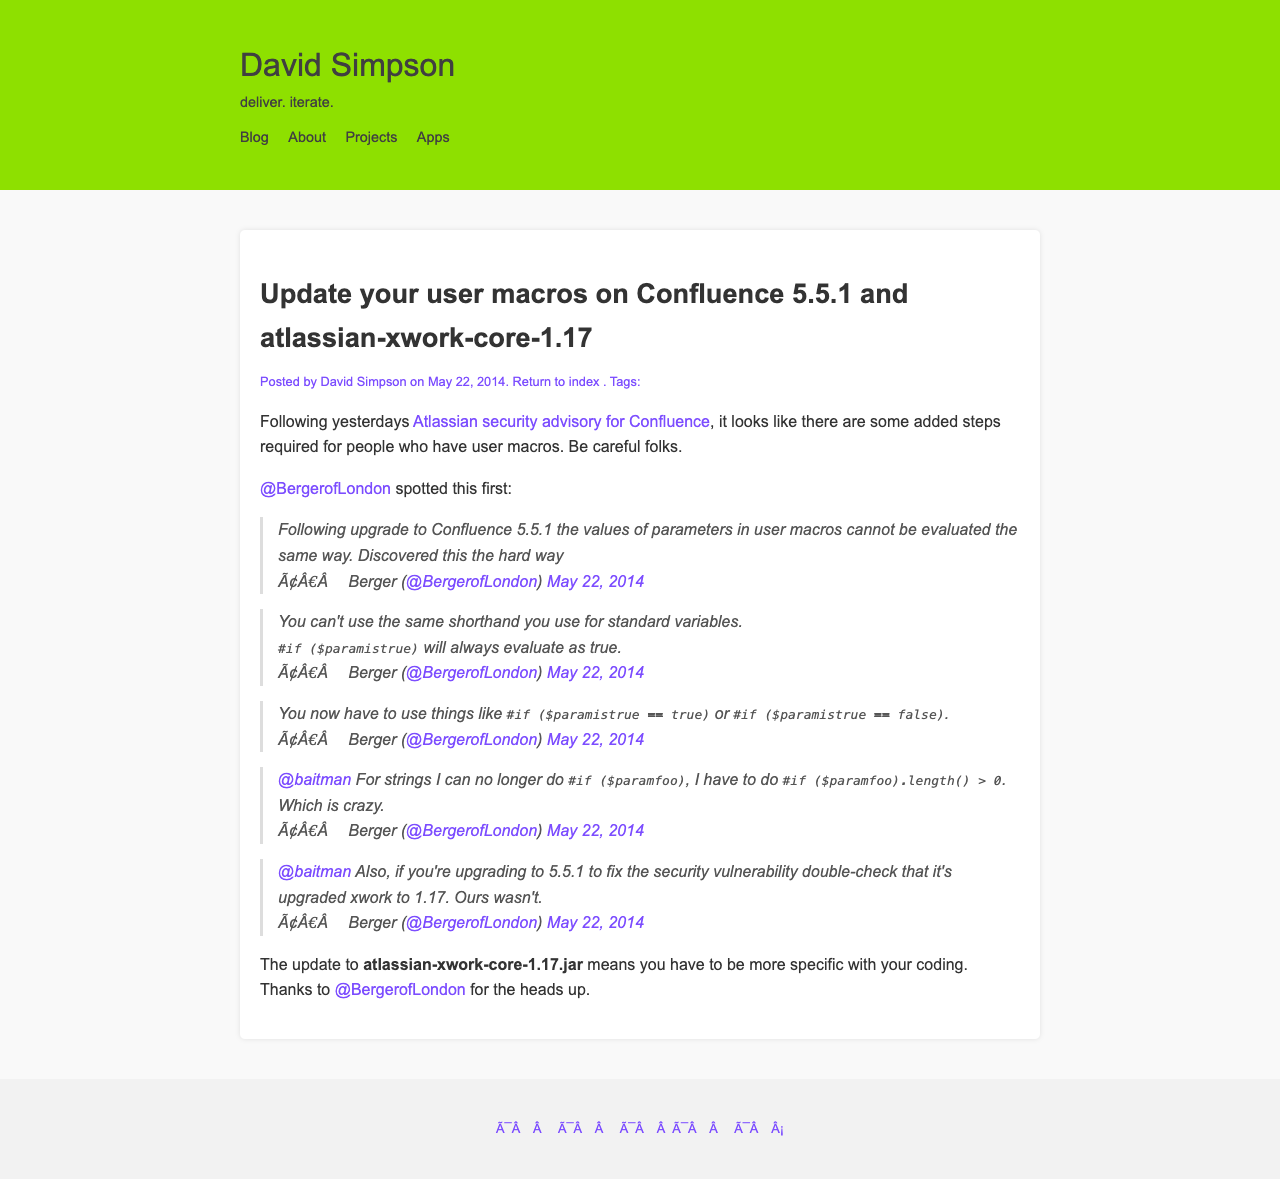 David Simpson
deliver. iterate.
Blog About Projects Apps
Update your user macros on Confluence 5.5.1 and
atlassian-xwork-core-1.17
Posted by David Simpson on May 22, 2014. Return to index . Tags:
Following yesterdays Atlassian security advisory for Confluence, it looks like there are some added steps
required for people who have user macros. Be careful folks.
@BergerofLondon spotted this first:
Following upgrade to Confluence 5.5.1 the values of parameters in user macros cannot be evaluated the
same way. Discovered this the hard way
Ã¢Â€Â Berger (@BergerofLondon) May 22, 2014
You can't use the same shorthand you use for standard variables.
#if ($paramistrue) will always evaluate as true.
Ã¢Â€Â Berger (@BergerofLondon) May 22, 2014
You now have to use things like #if ($paramistrue == true) or #if ($paramistrue == false).
Ã¢Â€Â Berger (@BergerofLondon) May 22, 2014
@baitman For strings I can no longer do #if ($paramfoo), I have to do #if ($paramfoo).length() > 0.
Which is crazy.
Ã¢Â€Â Berger (@BergerofLondon) May 22, 2014
@baitman Also, if you're upgrading to 5.5.1 to fix the security vulnerability double-check that it's
upgraded xwork to 1.17. Ours wasn't.
Ã¢Â€Â Berger (@BergerofLondon) May 22, 2014
The update to atlassian-xwork-core-1.17.jar means you have to be more specific with your coding.
Thanks to @BergerofLondon for the heads up.
Ã¯Â Â Ã¯Â Â Ã¯Â Â Ã¯Â Â Ã¯Â Â¡